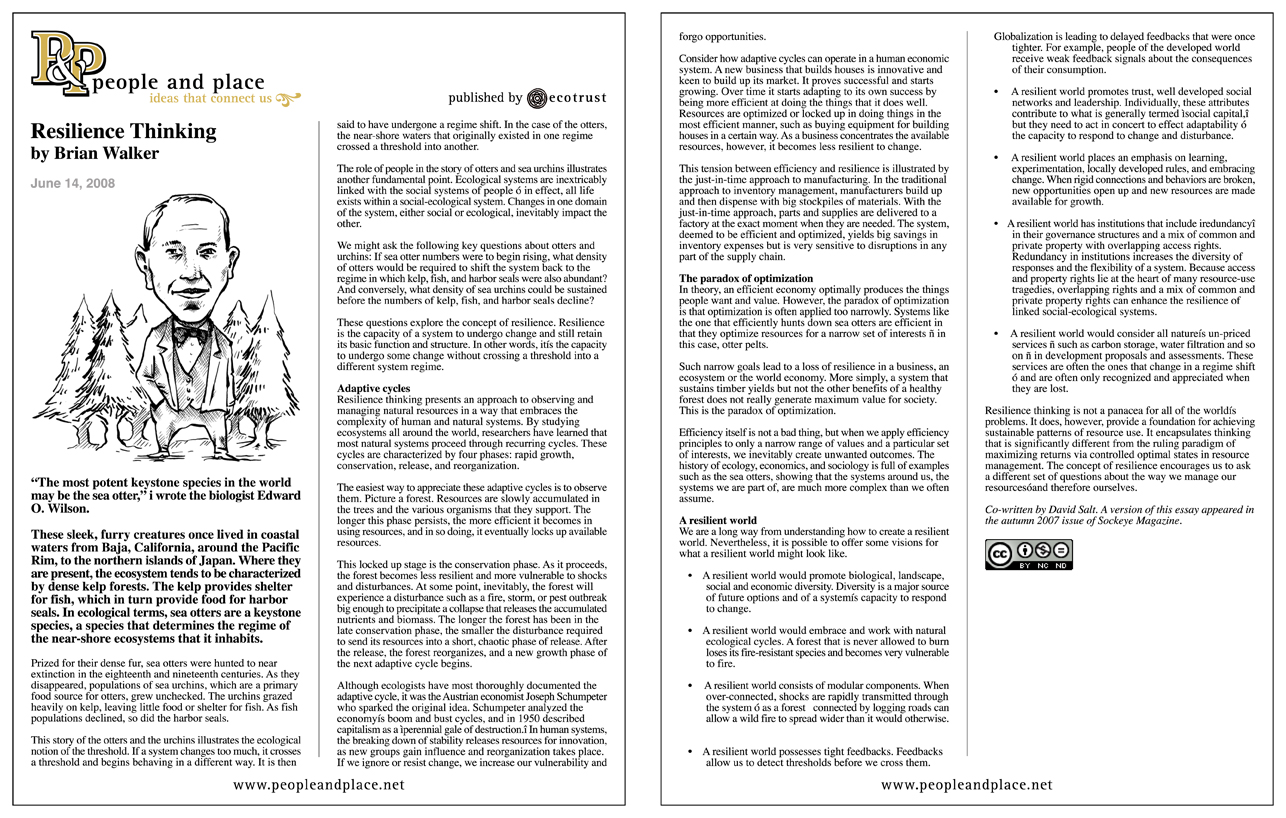 P&P
people and place
ideas that connect us
published by ecotrust
Resilience Thinking
by Brian Walker
June 14, 2008
“The most potent keystone species in the world
may be the sea otter,” i wrote the biologist Edward
O. Wilson.
These sleek, furry creatures once lived in coastal
waters from Baja, California, around the Pacific
Rim, to the northern islands of Japan. Where they
are present, the ecosystem tends to be characterized
by dense kelp forests. The kelp provides shelter
for fish, which in turn provide food for harbor
seals. In ecological terms, sea otters are a keystone
species, a species that determines the regime of
the near-shore ecosystems that it inhabits.
Prized for their dense fur, sea otters were hunted to near
extinction in the eighteenth and nineteenth centuries. As they
disappeared, populations of sea urchins, which are a primary
food source for otters, grew unchecked. The urchins grazed
heavily on kelp, leaving little food or shelter for fish. As fish
populations declined, so did the harbor seals.
This story of the otters and the urchins illustrates the ecological
notion of the threshold. If a system changes too much, it crosses
a threshold and begins behaving in a different way. It is then
said to have undergone a regime shift. In the case of the otters,
the near-shore waters that originally existed in one regime
crossed a threshold into another.
The role of people in the story of otters and sea urchins illustrates
another fundamental point. Ecological systems are inextricably
linked with the social systems of people ó in effect, all life
exists within a social-ecological system. Changes in one domain
of the system, either social or ecological, inevitably impact the
other.
We might ask the following key questions about otters and
urchins: If sea otter numbers were to begin rising, what density
of otters would be required to shift the system back to the
regime in which kelp, fish, and harbor seals were also abundant?
And conversely, what density of sea urchins could be sustained
before the numbers of kelp, fish, and harbor seals decline?
These questions explore the concept of resilience. Resilience
is the capacity of a system to undergo change and still retain
its basic function and structure. In other words, itís the capacity
to undergo some change without crossing a threshold into a
different system regime.
Adaptive cycles
Resilience thinking presents an approach to observing and
managing natural resources in a way that embraces the
complexity of human and natural systems. By studying
ecosystems all around the world, researchers have learned that
most natural systems proceed through recurring cycles. These
cycles are characterized by four phases: rapid growth,
conservation, release, and reorganization.
The easiest way to appreciate these adaptive cycles is to observe
them. Picture a forest. Resources are slowly accumulated in
the trees and the various organisms that they support. The
longer this phase persists, the more efficient it becomes in
using resources, and in so doing, it eventually locks up available
resources.
This locked up stage is the conservation phase. As it proceeds,
the forest becomes less resilient and more vulnerable to shocks
and disturbances. At some point, inevitably, the forest will
experience a disturbance such as a fire, storm, or pest outbreak
big enough to precipitate a collapse that releases the accumulated
nutrients and biomass. The longer the forest has been in the
late conservation phase, the smaller the disturbance required
to send its resources into a short, chaotic phase of release. After
the release, the forest reorganizes, and a new growth phase of
the next adaptive cycle begins.
Although ecologists have most thoroughly documented the
adaptive cycle, it was the Austrian economist Joseph Schumpeter
who sparked the original idea. Schumpeter analyzed the
economyís boom and bust cycles, and in 1950 described
capitalism as a ìperennial gale of destruction.î In human systems,
the breaking down of stability releases resources for innovation,
as new groups gain influence and reorganization takes place.
If we ignore or resist change, we increase our vulnerability and
www.peopleandplace.net
forgo opportunities.
Consider how adaptive cycles can operate in a human economic
system. A new business that builds houses is innovative and
keen to build up its market. It proves successful and starts
growing. Over time it starts adapting to its own success by
being more efficient at doing the things that it does well.
Resources are optimized or locked up in doing things in the
most efficient manner, such as buying equipment for building
houses in a certain way. As a business concentrates the available
resources, however, it becomes less resilient to change.
This tension between efficiency and resilience is illustrated by
the just-in-time approach to manufacturing. In the traditional
approach to inventory management, manufacturers build up
and then dispense with big stockpiles of materials. With the
just-in-time approach, parts and supplies are delivered to a
factory at the exact moment when they are needed. The system,
deemed to be efficient and optimized, yields big savings in
inventory expenses but is very sensitive to disruptions in any
part of the supply chain.
The paradox of optimization
In theory, an efficient economy optimally produces the things
people want and value. However, the paradox of optimization
is that optimization is often applied too narrowly. Systems like
the one that efficiently hunts down sea otters are efficient in
that they optimize resources for a narrow set of interests ñ in
this case, otter pelts.
Such narrow goals lead to a loss of resilience in a business, an
ecosystem or the world economy. More simply, a system that
sustains timber yields but not the other benefits of a healthy
forest does not really generate maximum value for society.
This is the paradox of optimization.
Efficiency itself is not a bad thing, but when we apply efficiency
principles to only a narrow range of values and a particular set
of interests, we inevitably create unwanted outcomes. The
history of ecology, economics, and sociology is full of examples
such as the sea otters, showing that the systems around us, the
systems we are part of, are much more complex than we often
assume.
A resilient world
We are a long way from understanding how to create a resilient
world. Nevertheless, it is possible to offer some visions for
what a resilient world might look like.
• A resilient world would promote biological, landscape,
social and economic diversity. Diversity is a major source
of future options and of a systemís capacity to respond
to change.
• A resilient world would embrace and work with natural
ecological cycles. A forest that is never allowed to burn
loses its fire-resistant species and becomes very vulnerable
to fire.
• A resilient world consists of modular components. When
over-connected, shocks are rapidly transmitted through
the system ó as a forest connected by logging roads can
allow a wild fire to spread wider than it would otherwise.
• A resilient world possesses tight feedbacks. Feedbacks
allow us to detect thresholds before we cross them.
Globalization is leading to delayed feedbacks that were once
tighter. For example, people of the developed world
receive weak feedback signals about the consequences
of their consumption.
• A resilient world promotes trust, well developed social
networks and leadership. Individually, these attributes
contribute to what is generally termed ìsocial capital,î
but they need to act in concert to effect adaptability ó
the capacity to respond to change and disturbance.
• A resilient world places an emphasis on learning,
experimentation, locally developed rules, and embracing
change. When rigid connections and behaviors are broken,
new opportunities open up and new resources are made
available for growth.
• A resilient world has institutions that include ìredundancyî
in their governance structures and a mix of common and
private property with overlapping access rights.
Redundancy in institutions increases the diversity of
responses and the flexibility of a system. Because access
and property rights lie at the heart of many resource-use
tragedies, overlapping rights and a mix of common and
private property rights can enhance the resilience of
linked social-ecological systems.
• A resilient world would consider all natureís un-priced
services ñ such as carbon storage, water filtration and so
on ñ in development proposals and assessments. These
services are often the ones that change in a regime shift
ó and are often only recognized and appreciated when
they are lost.
Resilience thinking is not a panacea for all of the worldís
problems. It does, however, provide a foundation for achieving
sustainable patterns of resource use. It encapsulates thinking
that is significantly different from the ruling paradigm of
maximizing returns via controlled optimal states in resource
management. The concept of resilience encourages us to ask
a different set of questions about the way we manage our
resourcesóand therefore ourselves.
Co-written by David Salt. A version of this essay appeared in
the autumn 2007 issue of Sockeye Magazine.
cc BY NC ND
www.peopleandplace.net